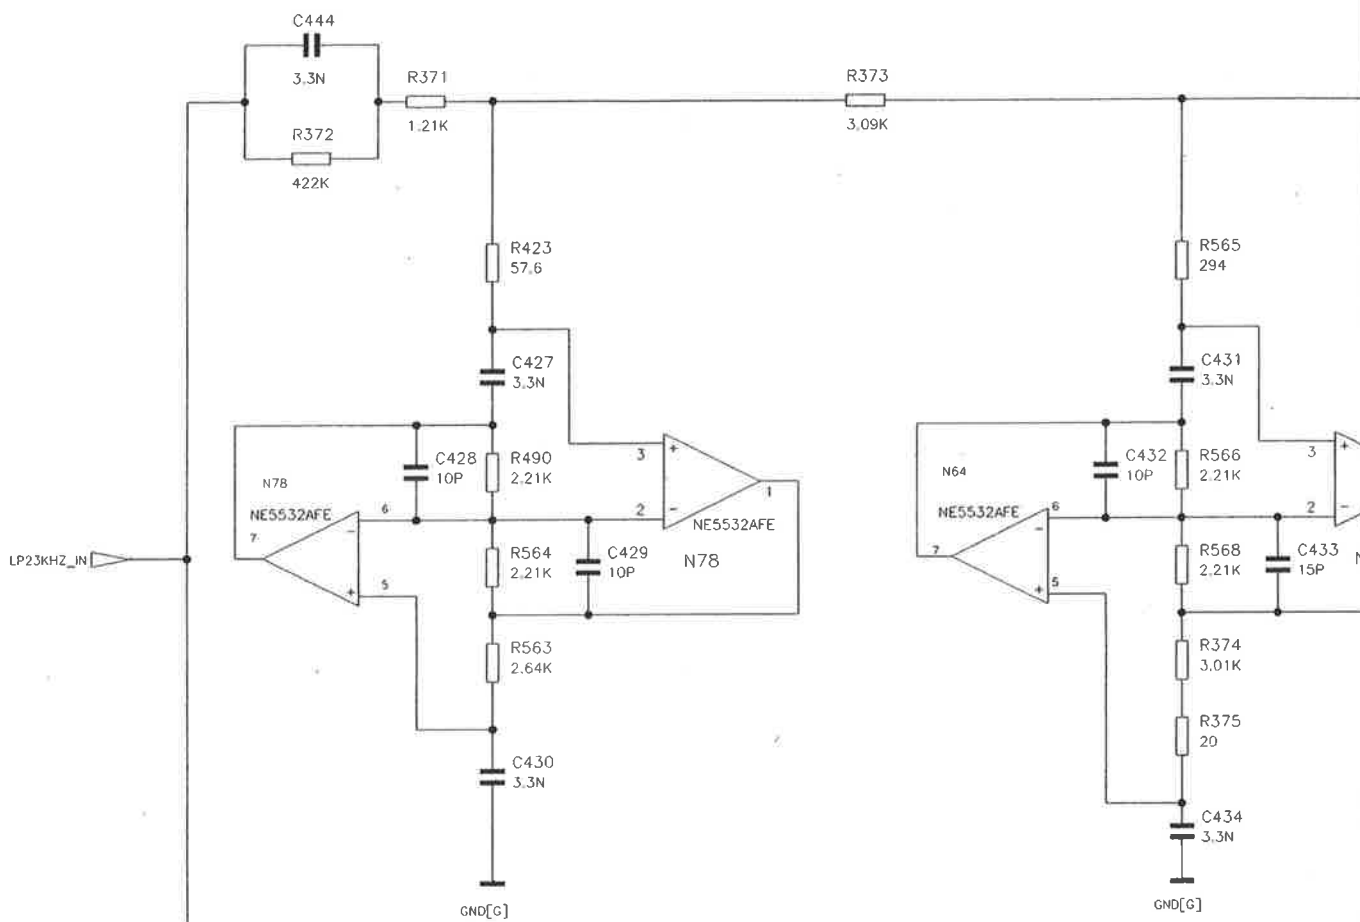 C444
3.3N
R371
1.21K
R373
3.09K
R372
422K
R423
57.6
R565
294
C427
3.3N
C431
3.3N
3
+
C428
10P
R490
2.21K
N78
NE5532AFE
6
-
2
-
1
NE5532AFE
N78
7
R564
2.21K
C429
10P
LP23KHZ_IN
5
+
R563
2.64K
C430
3.3N
GND[G]
3
+
C432
10P
R566
2.21K
N64
NE5532AFE
6
-
2
-
7
R568
2.21K
C433
15P
N
5
+
R374
3.01K
R375
20
C434
3.3N
GND[G]